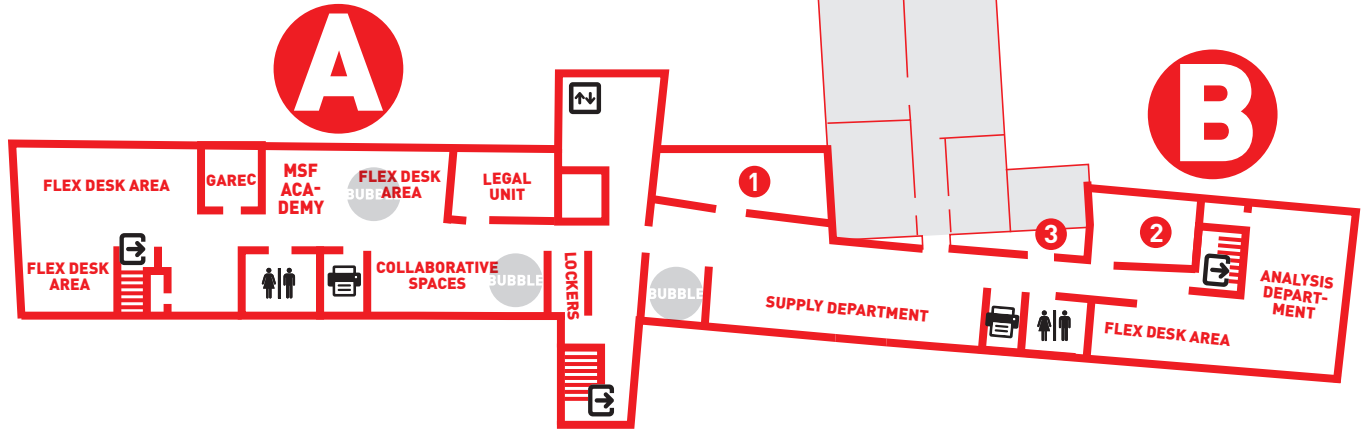 A
B
FLEX DESK AREA
GAREC
MSF
ACA-
DEMY
BUBBLE
FLEX DESK
AREA
LEGAL
UNIT
1
2
3
FLEX DESK
AREA
COLLABORATIVE
SPACES
BUBBLE
LOCKERS
BUBBLE
SUPPLY DEPARTMENT
FLEX DESK AREA
ANALYSIS
DEPART-
MENT